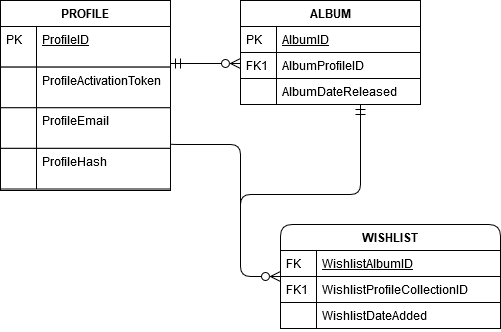 PROFILE
PK ProfileID
ProfileActivationToken
ProfileEmail
ProfileHash
ALBUM
PK AlbumID
FK1 AlbumProfileID
AlbumDateReleased
WISHLIST
FK WishlistAlbumID
FK1 WishlistProfileCollectionID
WishlistDateAdded